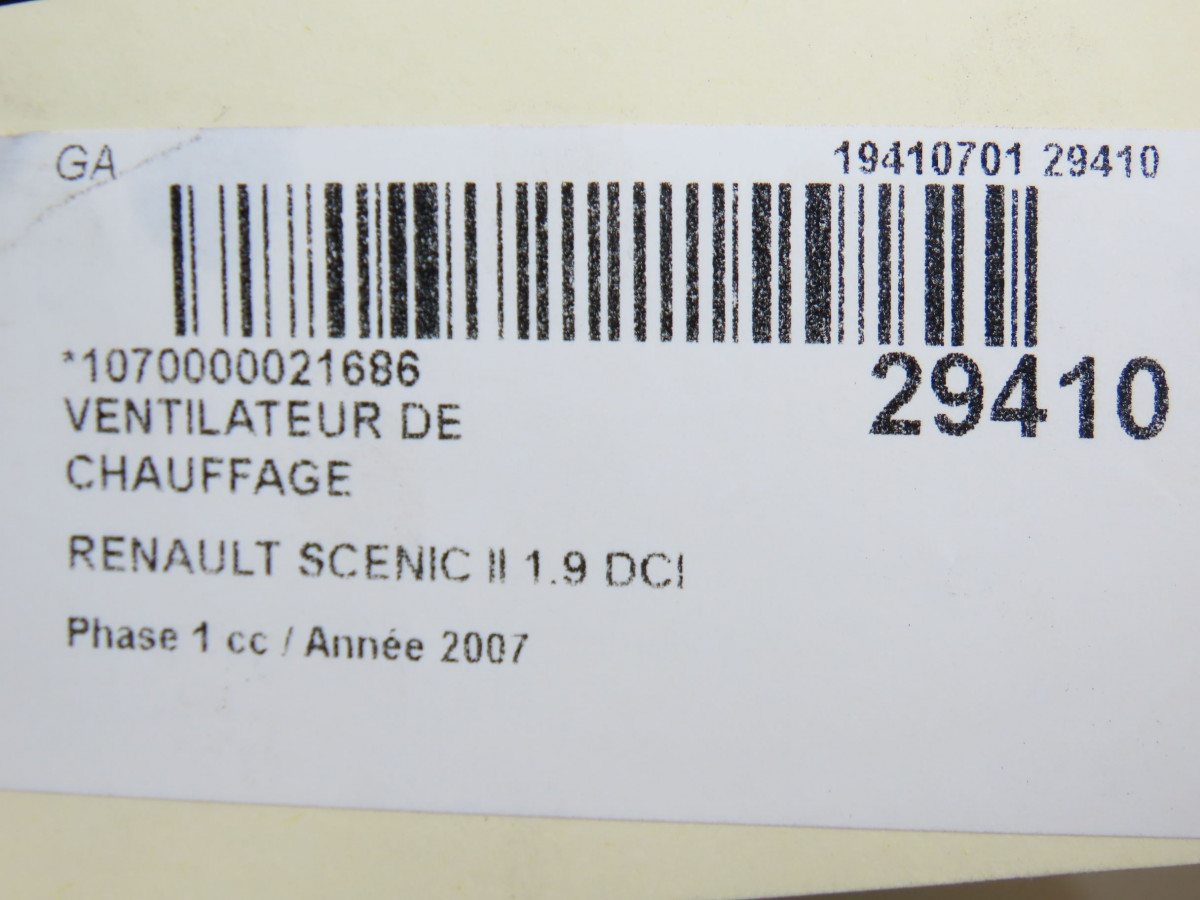 GA
19410701 29410
*1070000021686
29410
VENTILATEUR DE
CHAUFFAGE
RENAULT SCENIC II 1.9 DCI
Phase 1 cc / Année 2007